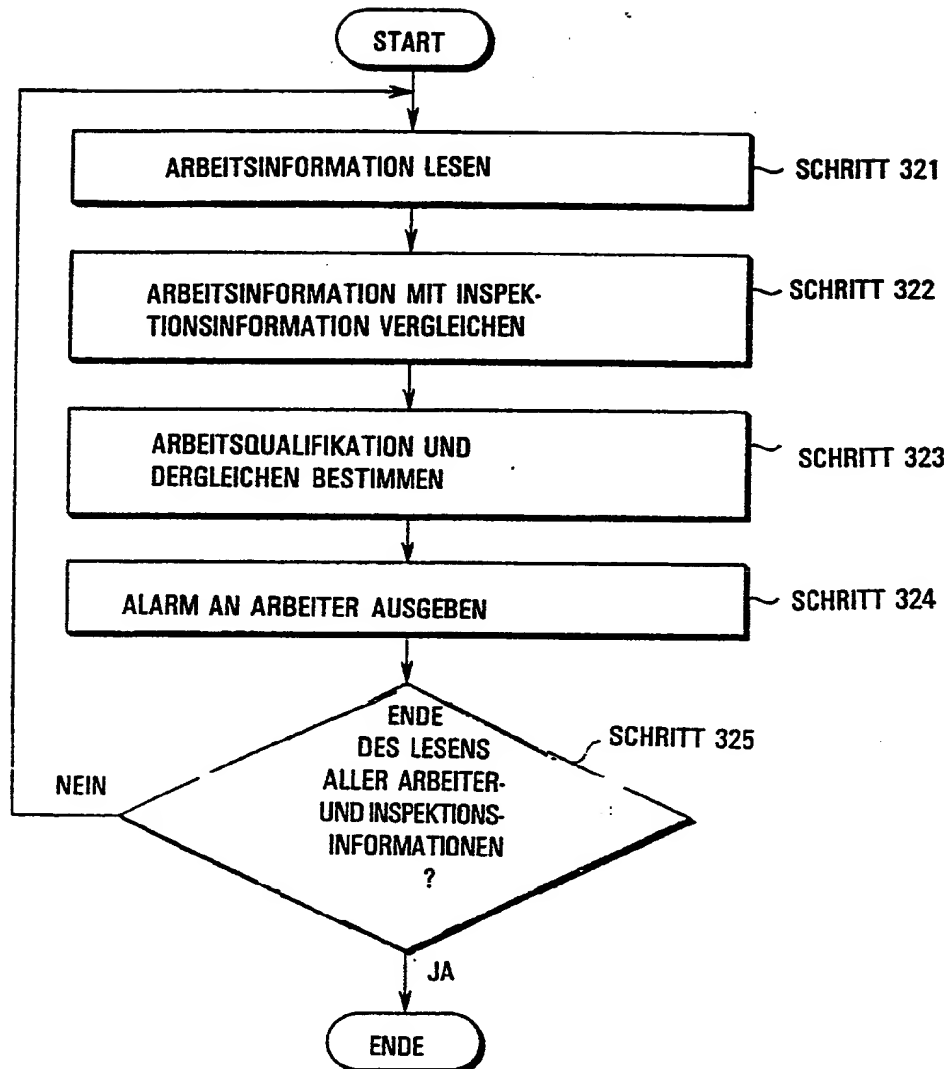 START
ARBEITSINFORMATION LESEN
SCHRITT 321
ARBEITSINFORMATION MIT INSPEK-
TIONSINFORMATION VERGLEICHEN
SCHRITT 322
ARBEITSQUALIFIKATION UND
DERGLEICHEN BESTIMMEN
SCHRITT 323
ALARM AN ARBEITER AUSGEBEN
SCHRITT 324
ENDE
DES LESENS
ALLER ARBEITER-
UND INSPEKTIONS-
INFORMATIONEN
?
SCHRITT 325
NEIN
JA
ENDE